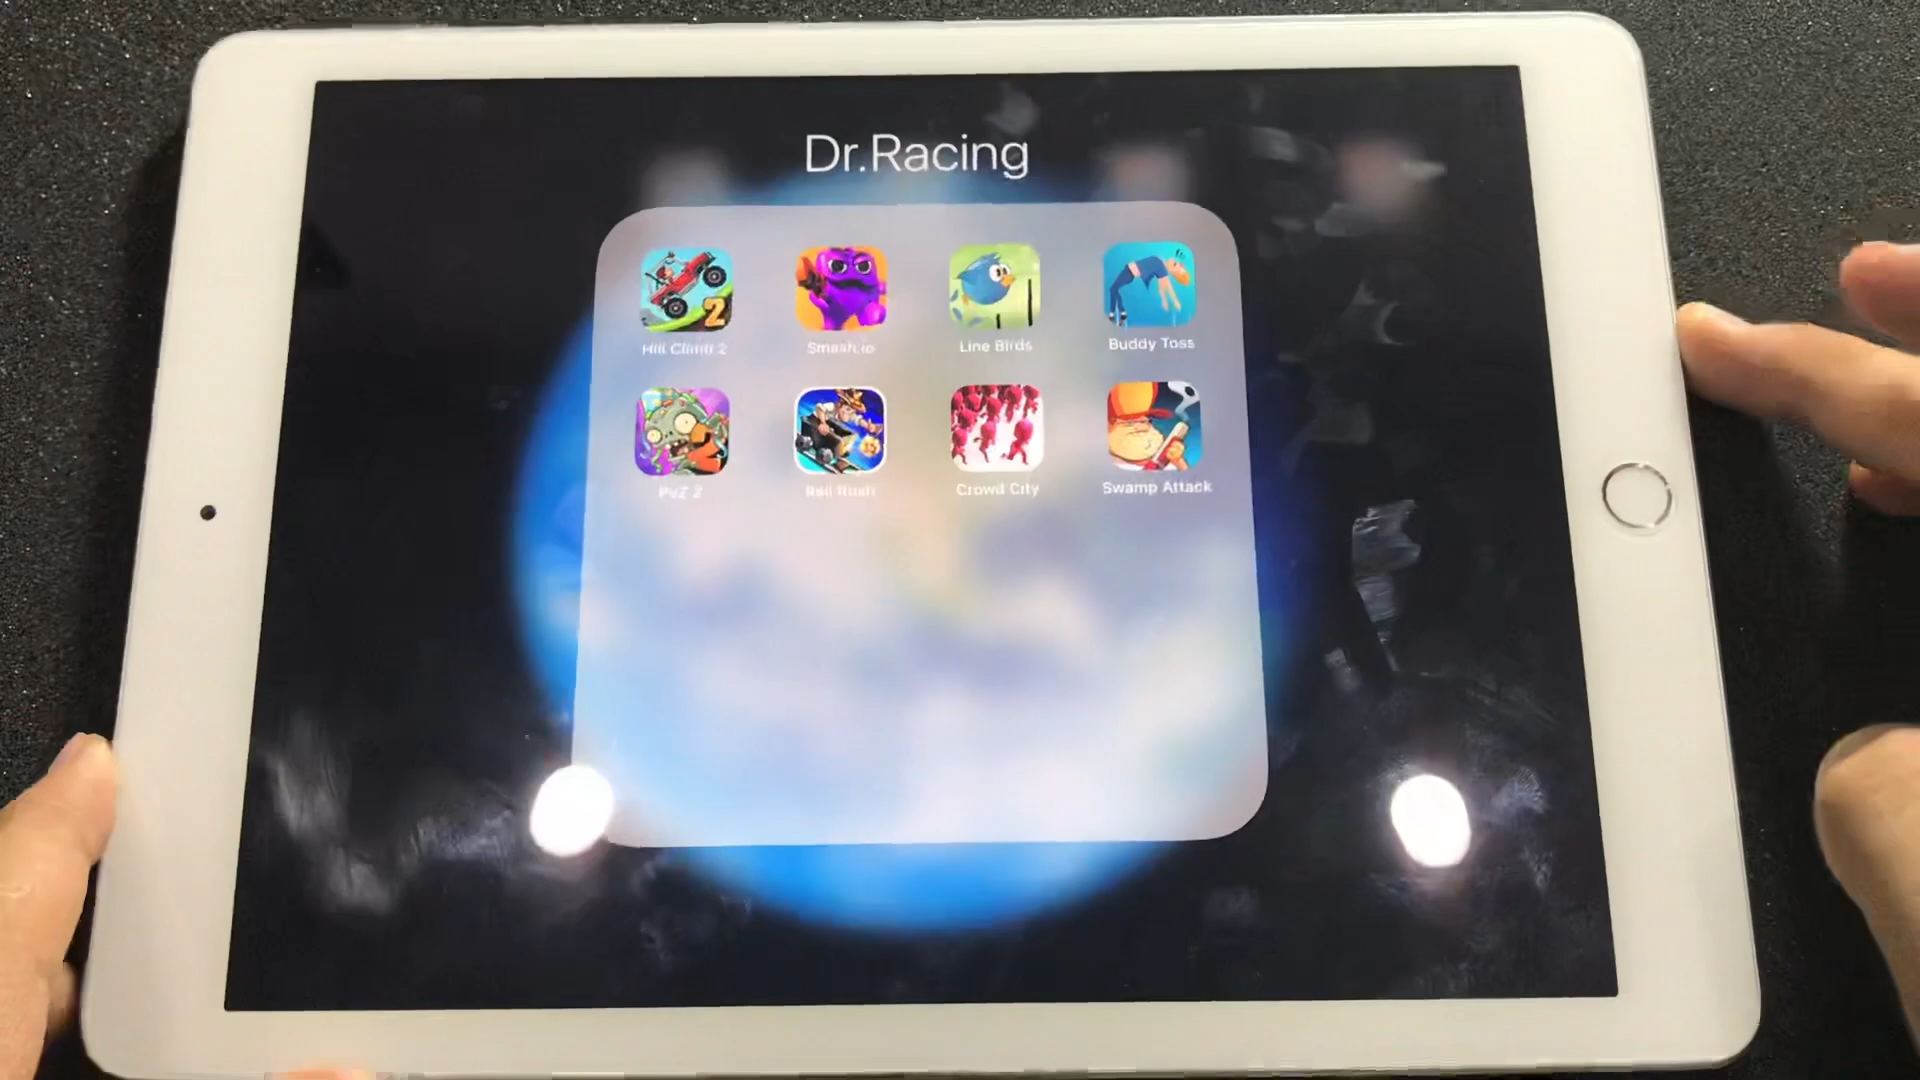 Dr.Racing
Hill Climb 2
Smash.io
Line Birds
Buddy Toss
2
PvZ 2
Rail Rush
Crowd City
Swamp Attack